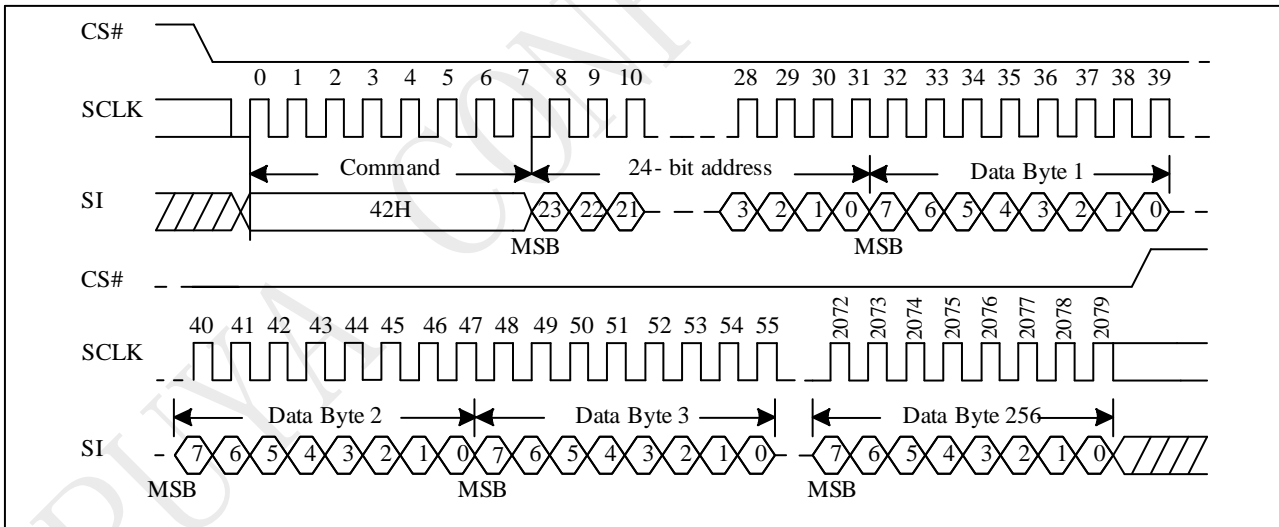 CS#
0 1 2 3 4 5 6 7 8 9 10 28 29 30 31 32 33 34 35 36 37 38 39
SCLK
Command 24- bit address Data Byte 1
SI 42H 23 22 21 3 2 1 0 7 6 5 4 3 2 1 0
MSB MSB
CS#
40 41 42 43 44 45 46 47 48 49 50 51 52 53 54 55 2072 2073 2074 2075 2076 2077 2078 2079
SCLK
Data Byte 2 Data Byte 3 Data Byte 256
SI 7 6 5 4 3 2 1 0 7 6 5 4 3 2 1 0 7 6 5 4 3 2 1 0
MSB MSB MSB
PUYA CONF